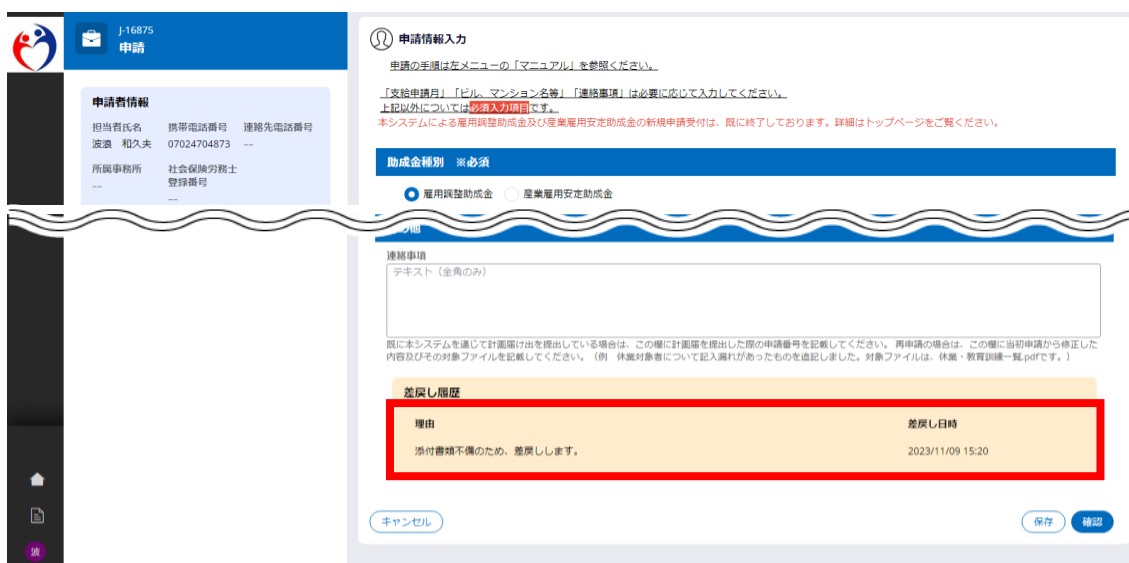 J-16875
申請
申請者情報
担当者氏名 携帯電話番号 連絡先電話番号
波浪 和久夫 07024704873 --
所属事務所 社会保険労務士
登録番号
-- --
申請情報入力
申請の手順は左メニューの「マニュアル」を参照ください。
「支給申請月」「ビル、マンション名等」「連絡事項」は必要に応じて入力してください。
上記以外については必須入力項目です。
本システムによる雇用調整助成金及び産業雇用安定助成金の新規申請受付は、既に終了しております。詳細はトップページをご覧ください。
助成金種別 ※必須
雇用調整助成金 産業雇用安定助成金
連絡事項
テキスト（全角のみ）
既に本システムを通じて計画届け出を提出している場合は、この欄に計画届を提出した際の申請番号を記載してください。 再申請の場合は、この欄に当初申請から修正した
内容及びその対象ファイルを記載してください。（例 休業対象者について記入漏れがあったものを追記しました。対象ファイルは、休業・教育訓練一覧.pdfです。）
差戻し履歴
理由 差戻し日時
添付書類不備のため、差戻しします。 2023/11/09 15:20
キャンセル 保存 確認
波